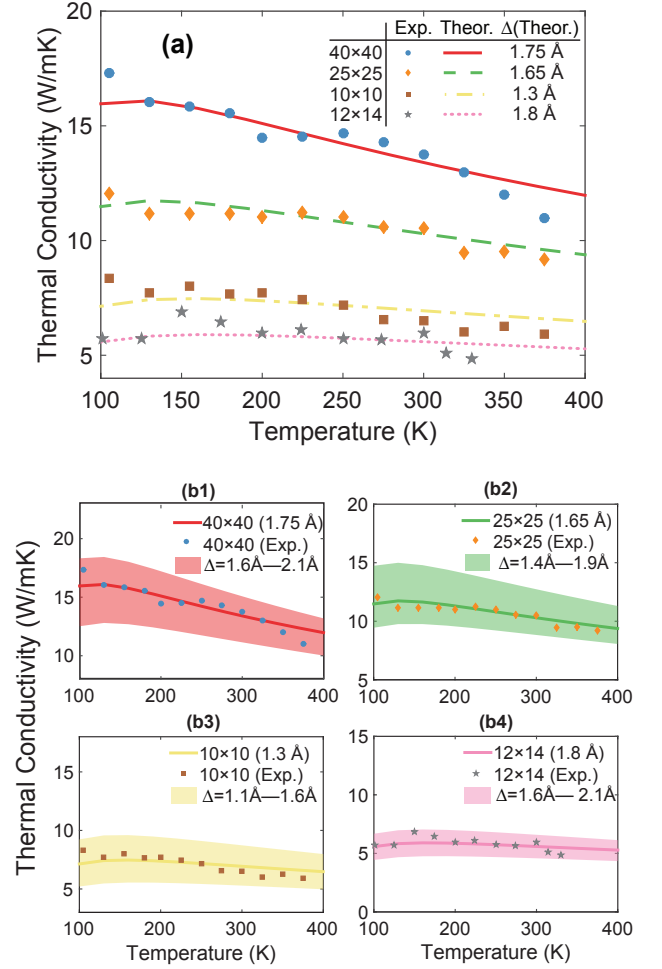 (a)
Exp. Theor. Δ(Theor.)
40×40 1.75 Å
25×25 1.65 Å
10×10 1.3 Å
12×14 1.8 Å
Thermal Conductivity (W/mK)
20
15
10
5
100 150 200 250 300 350 400
Temperature (K)
(b1)
40×40 (1.75 Å)
40×40 (Exp.)
Δ=1.6Å—2.1Å
20
15
10
100 200 300 400
(b2)
25×25 (1.65 Å)
25×25 (Exp.)
Δ=1.4Å—1.9Å
20
15
10
5
100 200 300 400
Thermal Conductivity (W/mK)
(b3)
10×10 (1.3 Å)
10×10 (Exp.)
Δ=1.1Å—1.6Å
15
10
5
100 200 300 400
Temperature (K)
(b4)
12×14 (1.8 Å)
12×14 (Exp.)
Δ=1.6Å— 2.1Å
15
10
5
0
100 200 300 400
Temperature (K)